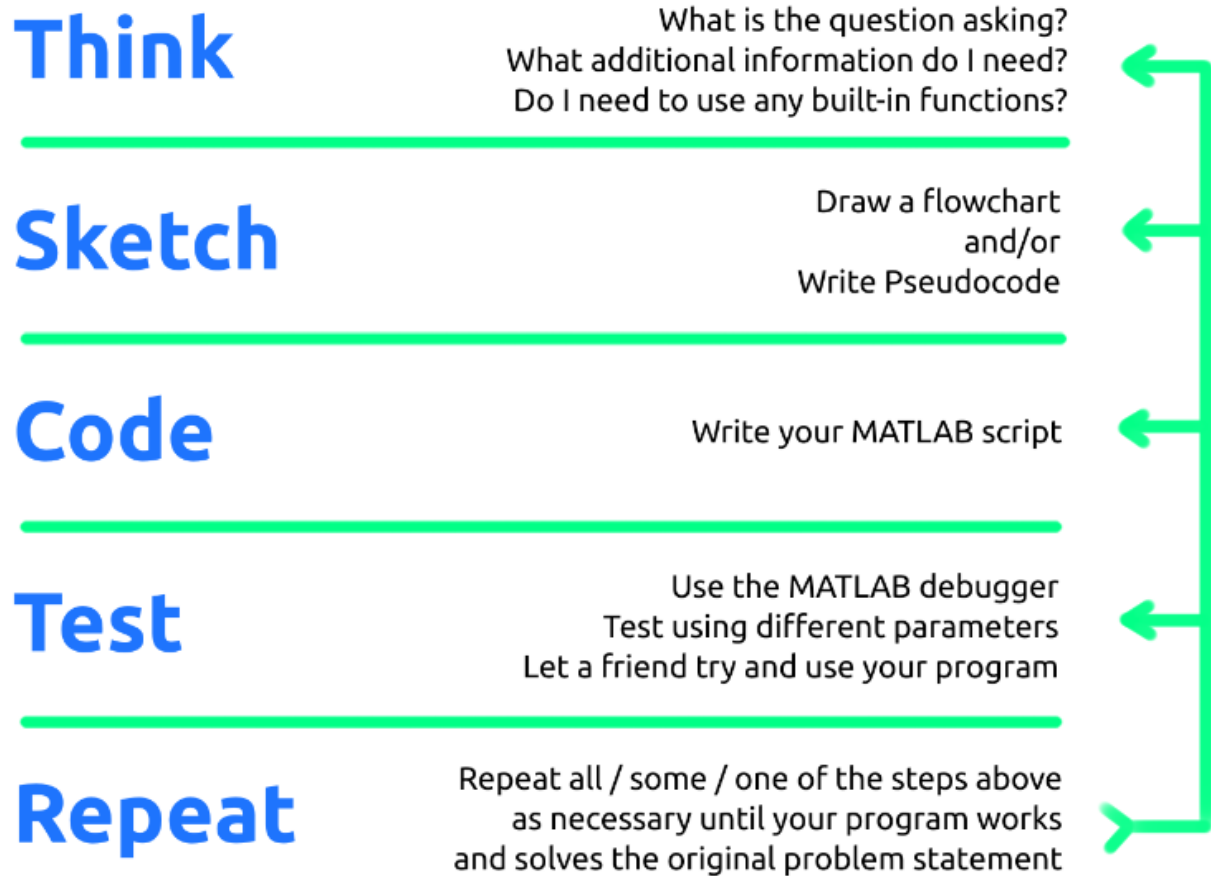 Think
What is the question asking?
What additional information do I need?
Do I need to use any built-in functions?
Sketch
Draw a flowchart
and/or
Write Pseudocode
Code
Write your MATLAB script
Test
Use the MATLAB debugger
Test using different parameters
Let a friend try and use your program
Repeat
Repeat all / some / one of the steps above
as necessary until your program works
and solves the original problem statement